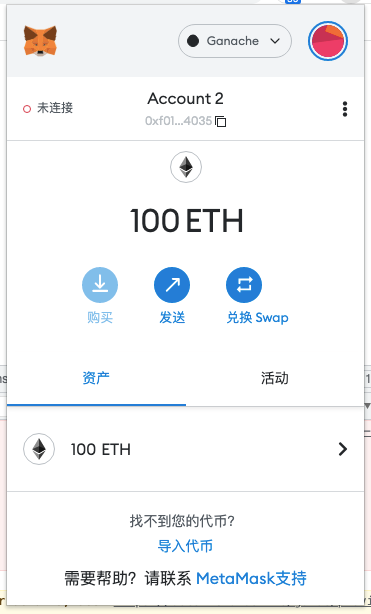 Ganache
未连接
Account 2
0xf01...4035
100 ETH
购买
发送
兑换 Swap
资产
活动
100 ETH
找不到您的代币？
导入代币
需要帮助？请联系 MetaMask支持